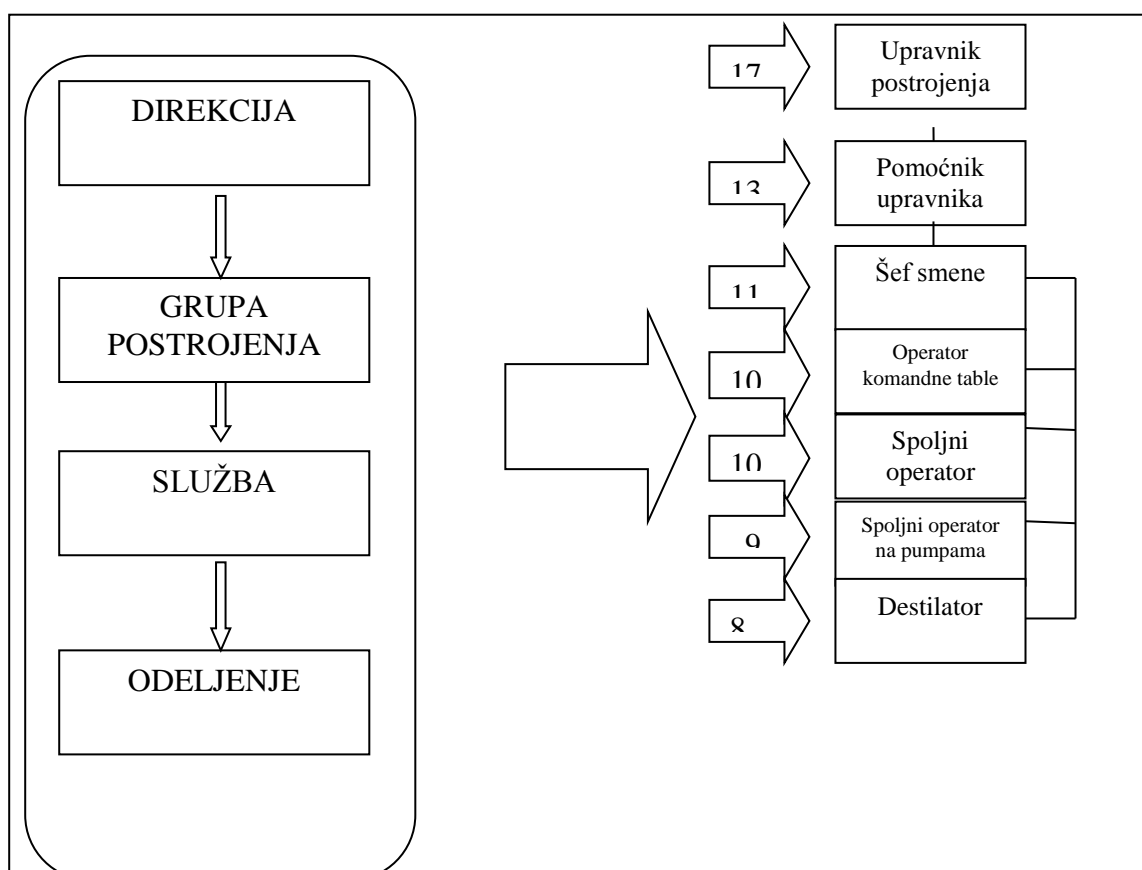 DIREKCIJA
GRUPA
POSTROJENJA
SLUŽBA
ODELJENJE
17
Upravnik
postrojenja
13
Pomoćnik
upravnika
11
Šef smene
10
Operator
komandne table
10
Spoljni
operator
9
Spoljni operator
na pumpama
8
Destilator